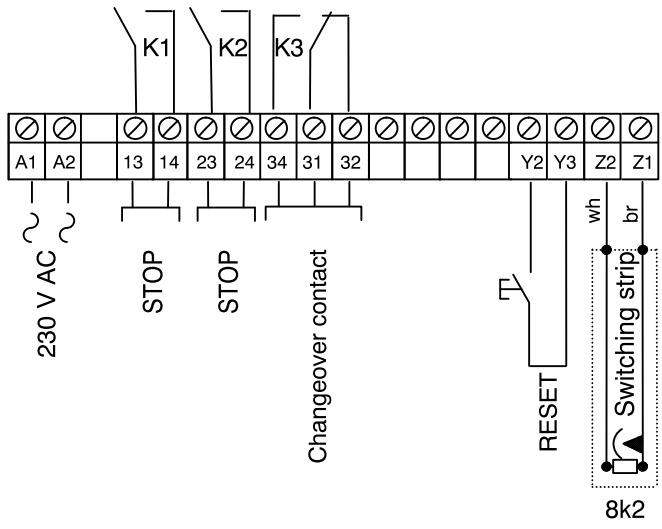 K1 K2 K3
A1 A2 13 14 23 24 34 31 32 Y2 Y3 Z2 Z1
wh
br
230 V AC
STOP
STOP
Changeover contact
RESET
Switching strip
8k2